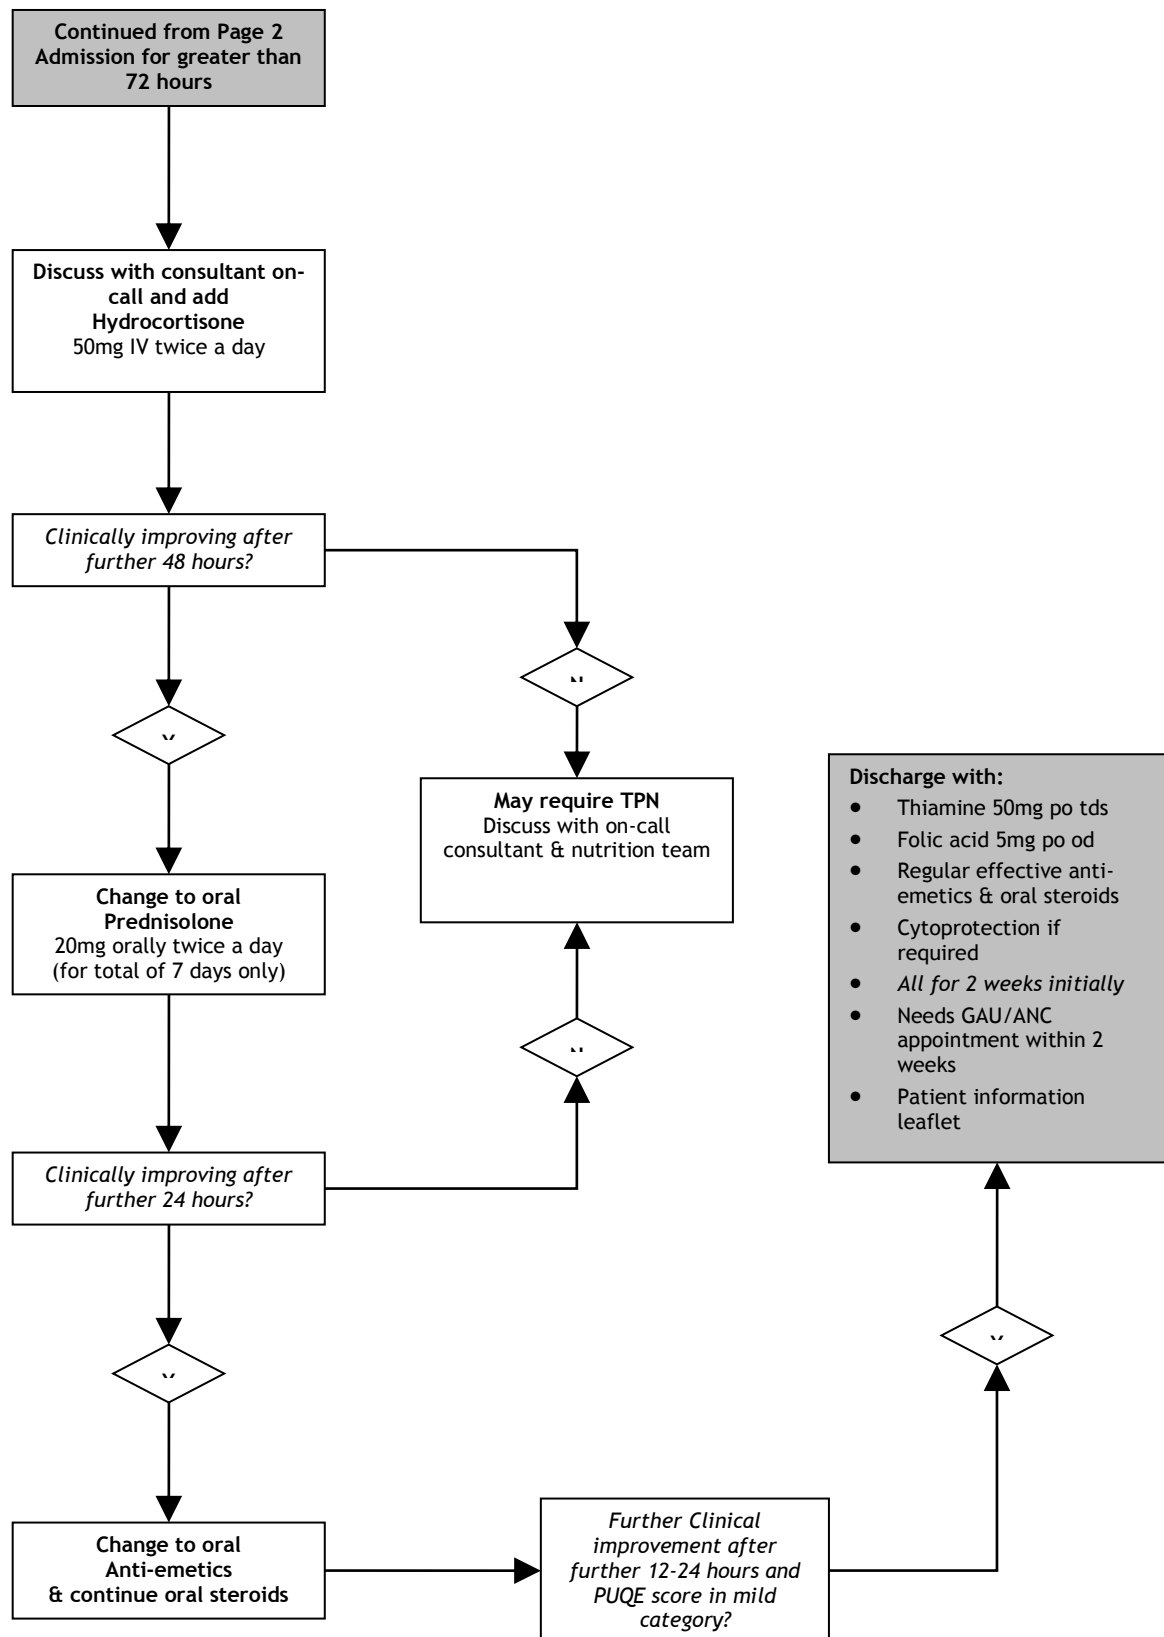 Continued from Page 2
Admission for greater than
72 hours
Discuss with consultant on-
call and add
Hydrocortisone
50mg IV twice a day
Clinically improving after
further 48 hours?
May require TPN
Discuss with on-call
consultant & nutrition team
Change to oral
Prednisolone
20mg orally twice a day
(for total of 7 days only)
Clinically improving after
further 24 hours?
Change to oral
Anti-emetics
& continue oral steroids
Further Clinical
improvement after
further 12-24 hours and
PUQE score in mild
category?
Discharge with:
● Thiamine 50mg po tds
● Folic acid 5mg po od
● Regular effective anti-
emetics & oral steroids
● Cytoprotection if
required
● All for 2 weeks initially
● Needs GAU/ANC
appointment within 2
weeks
● Patient information
leaflet